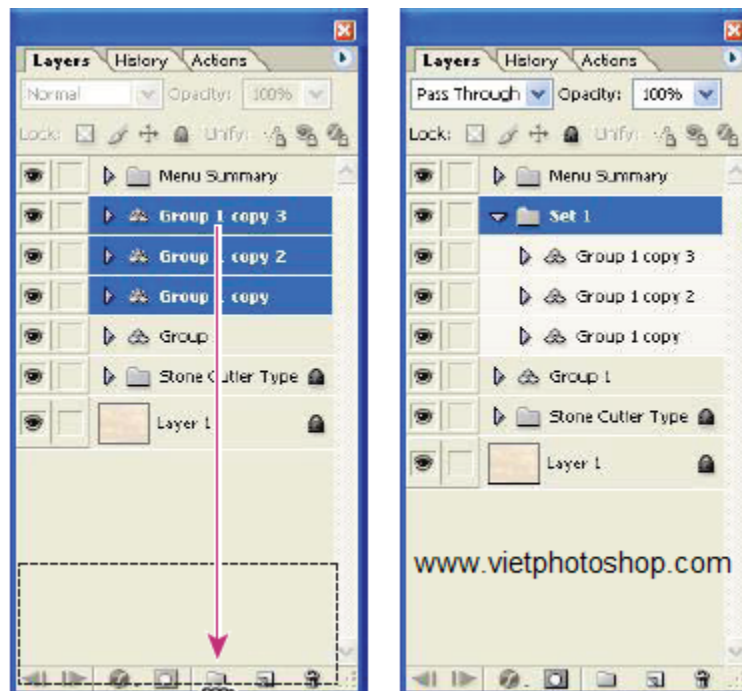 Layers History Actions
Normal Opacity: 100%
Lock: Unify:
Menu Summary
Group 1 copy 3
Group 1 copy 2
Group 1 copy
Group
Stone Cutler Type
Layer 1
Layers History Actions
Pass Through Opacity: 100%
Lock: Unify:
Menu Summary
Set 1
Group 1 copy 3
Group 1 copy 2
Group 1 copy
Group 1
Stone Cutler Type
Layer 1
www.vietphotoshop.com